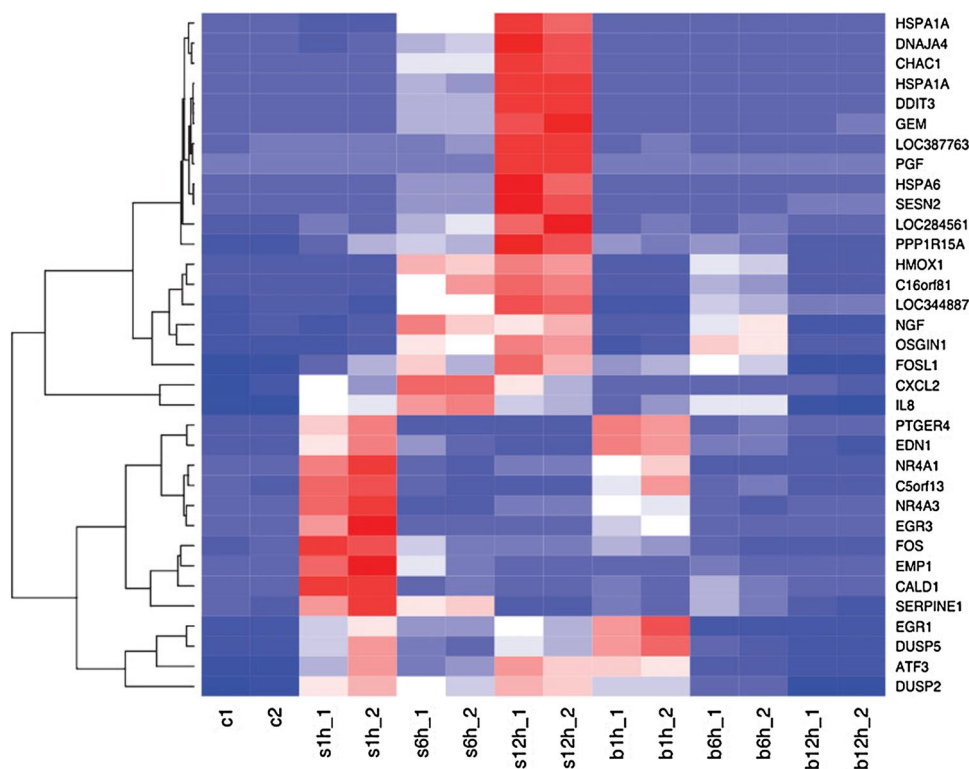 HSPA1A
DNAJA4
CHAC1
HSPA1A
DDIT3
GEM
LOC387763
PGF
HSPA6
SESN2
LOC284561
PPP1R15A
HMOX1
C16orf81
LOC344887
NGF
OSGIN1
FOSL1
CXCL2
IL8
PTGER4
EDN1
NR4A1
C5orf13
NR4A3
EGR3
FOS
EMP1
CALD1
SERPINE1
EGR1
DUSP5
ATF3
DUSP2
c1 c2 s1h_1 s1h_2 s6h_1 s6h_2 s12h_1 s12h_2 b1h_1 b1h_2 b6h_1 b6h_2 b12h_1 b12h_2